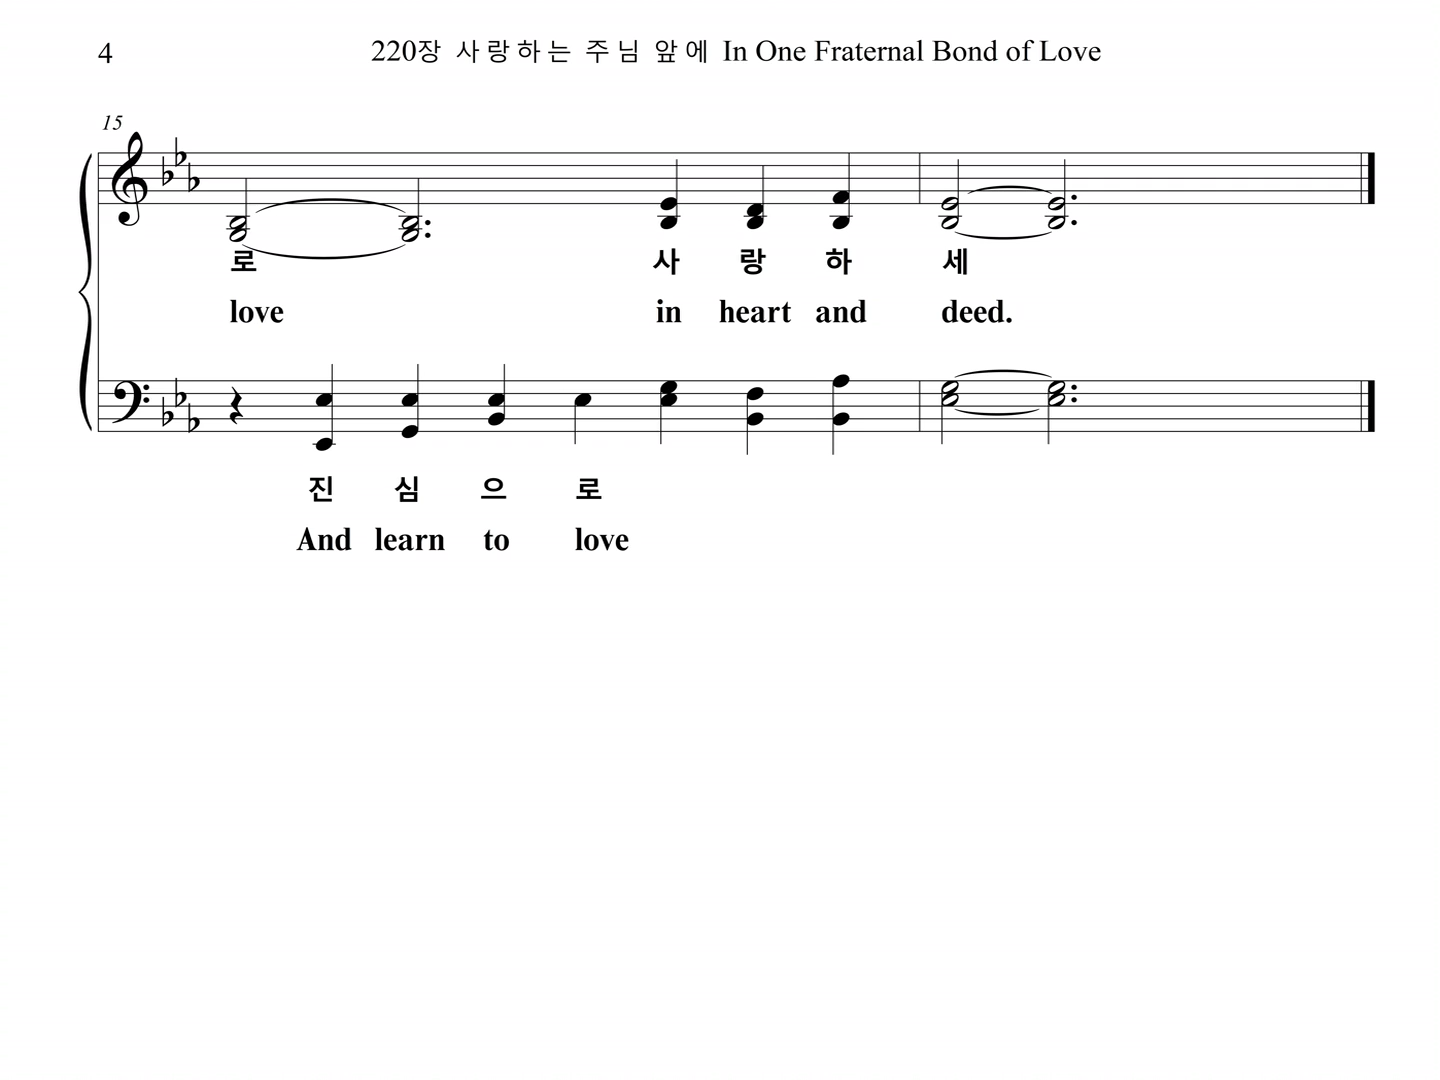 4
220장 사랑하는 주님 앞에 In One Fraternal Bond of Love
15
로 사 랑 하 세
love in heart and deed.
진 심 으 로
And learn to love